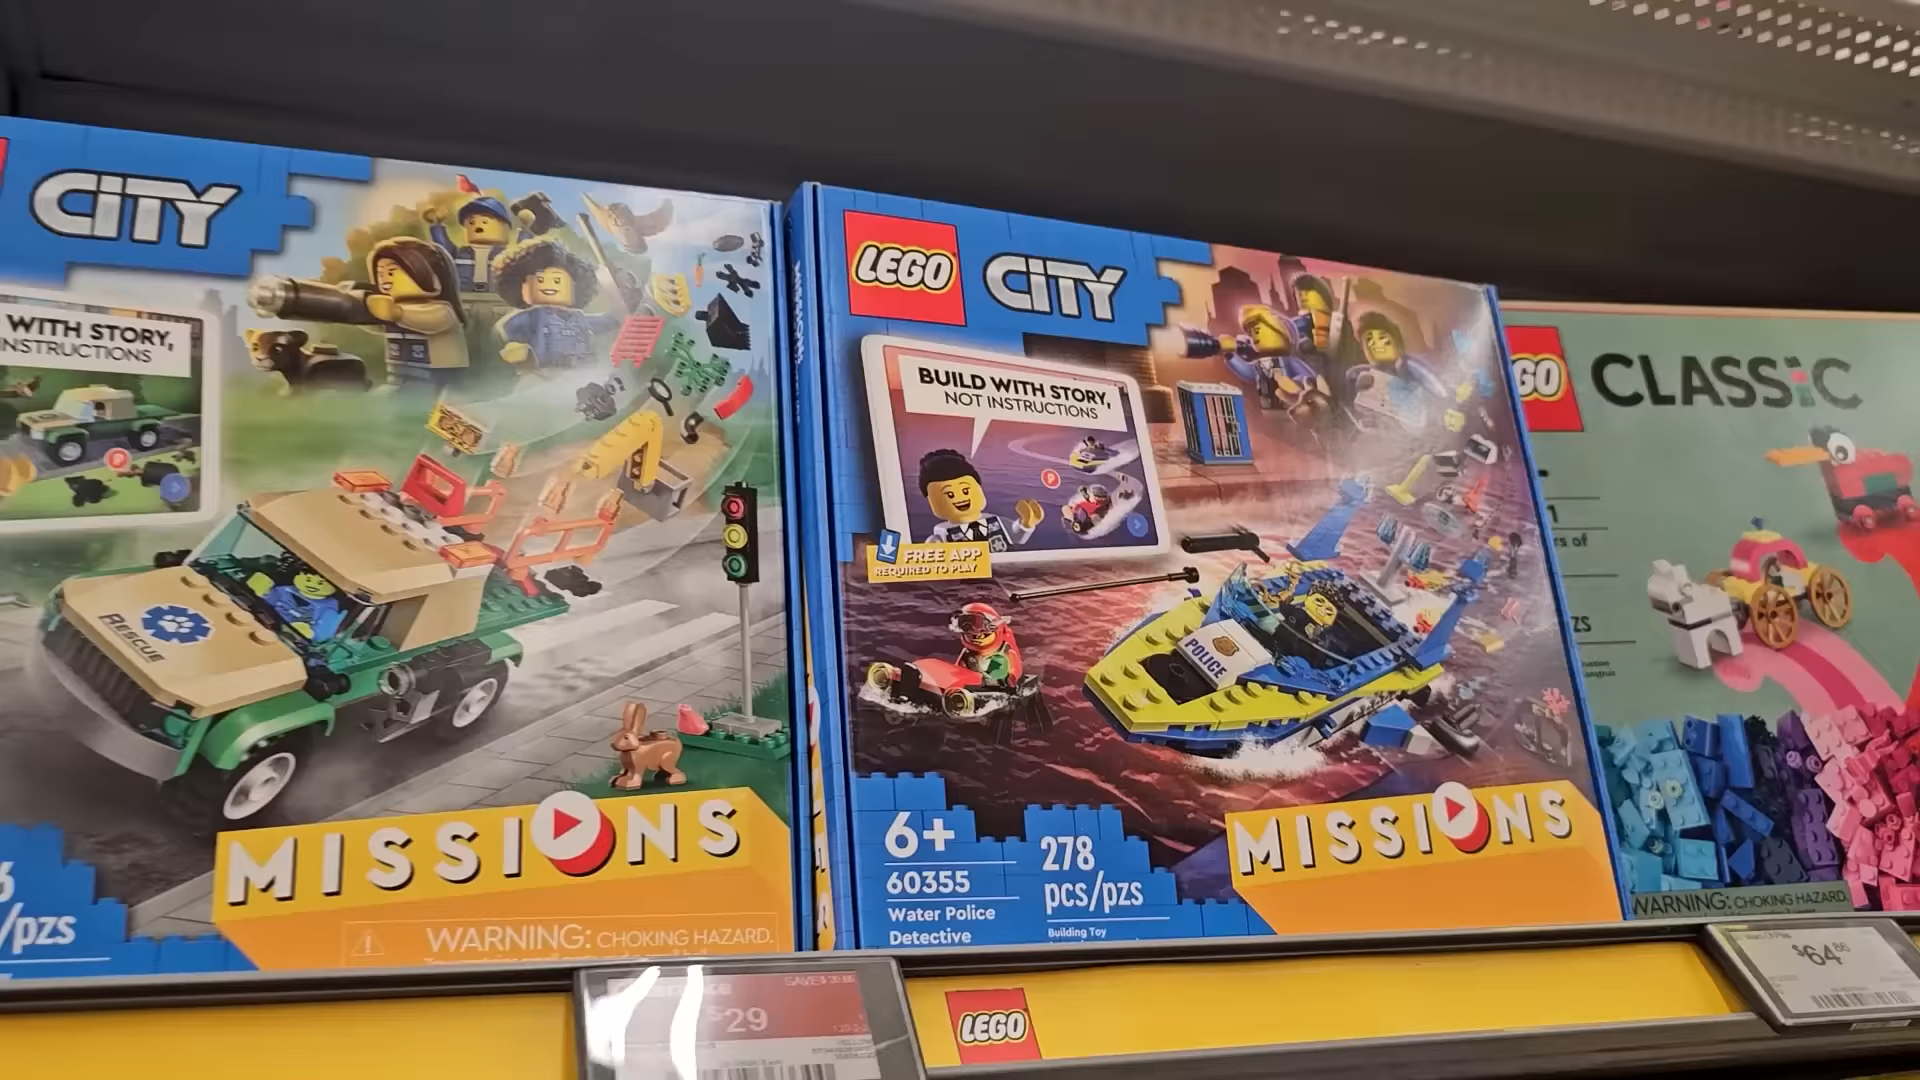 CITY
WITH STORY,
INSTRUCTIONS
RESCUE
MISSIONS
/pzs
WARNING: CHOKING HAZARD.
LEGO
CITY
BUILD WITH STORY,
NOT INSTRUCTIONS
FREE APP
REQUIRED TO PLAY
POLICE
6+
60355
Water Police
Detective
278
pcs/pzs
Building Toy
MISSIONS
GO
CLASSIC
WARNING: CHOKING HAZARD.
$29
LEGO
$64.86